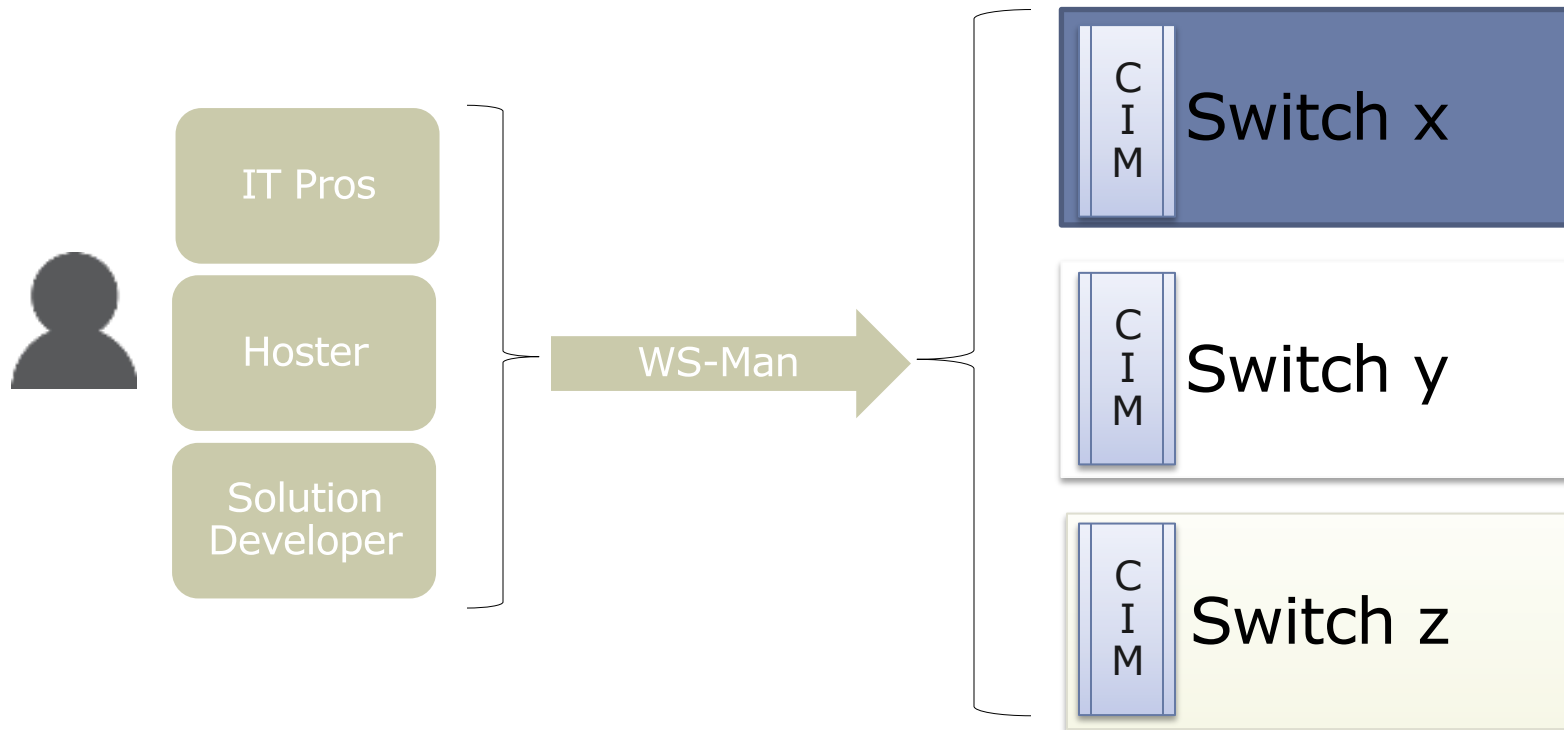 IT Pros
Hoster
Solution
Developer
WS-Man
C
I
M
Switch x
C
I
M
Switch y
C
I
M
Switch z